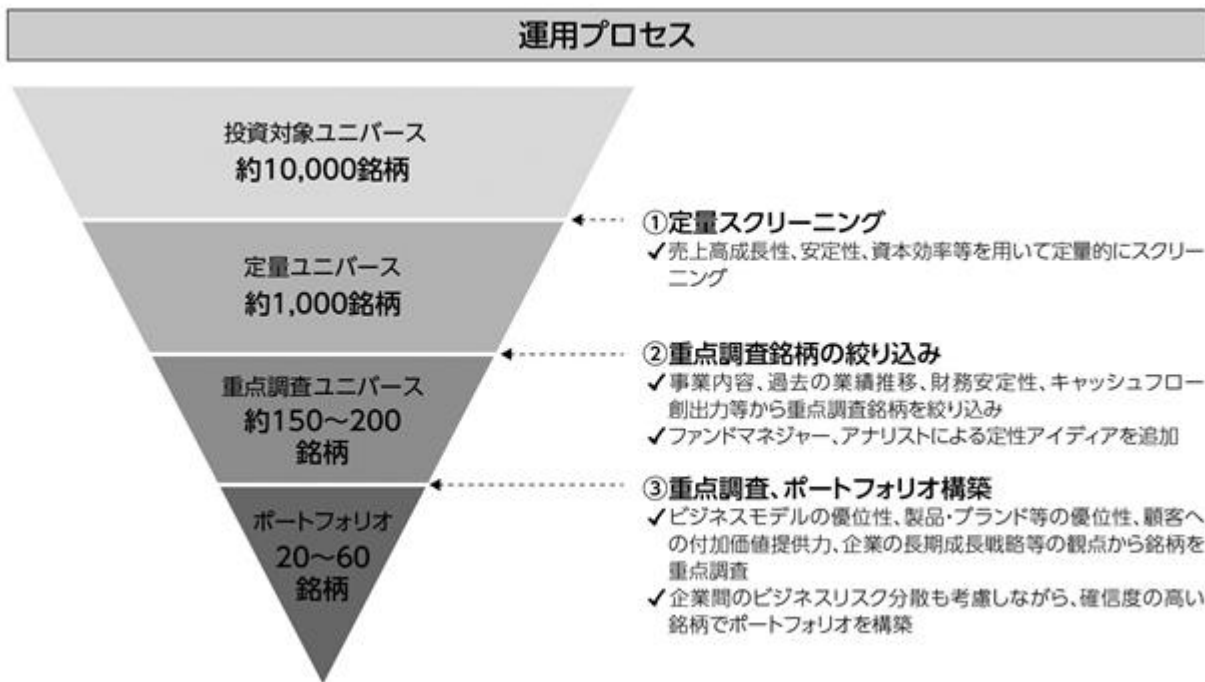 運用プロセス
投資対象ユニバース
約10,000銘柄
定量ユニバース
約1,000銘柄
重点調査ユニバース
約150～200
銘柄
ポートフォリオ
20～60
銘柄
①定量スクリーニング
✓売上高成長性、安定性、資本効率等を用いて定量的にスクリー
ニング
②重点調査銘柄の絞り込み
✓事業内容、過去の業績推移、財務安定性、キャッシュフロー
創出力等から重点調査銘柄を絞り込み
✓ファンドマネジャー、アナリストによる定性アイディアを追加
③重点調査、ポートフォリオ構築
✓ビジネスモデルの優位性、製品・ブランド等の優位性、顧客へ
の付加価値提供力、企業の長期成長戦略等の観点から銘柄を
重点調査
✓企業間のビジネスリスク分散も考慮しながら、確信度の高い
銘柄でポートフォリオを構築